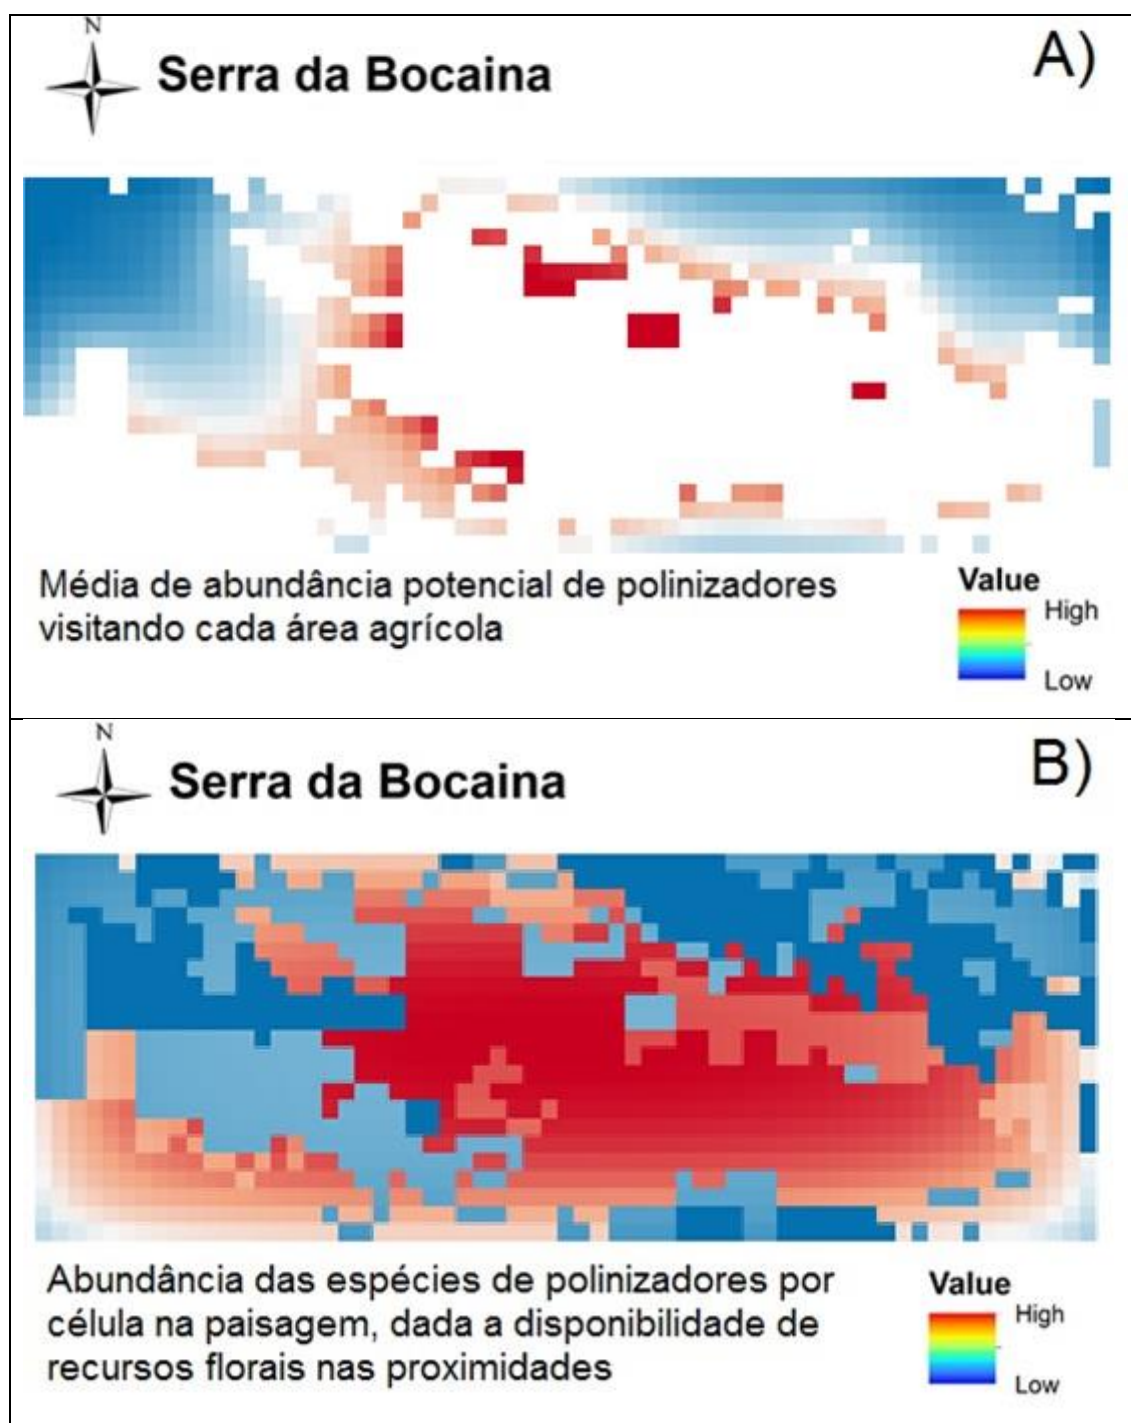 N
Serra da Bocaina
A)
Média de abundância potencial de polinizadores
visitando cada área agrícola
Value
High
Low
N
Serra da Bocaina
B)
Abundância das espécies de polinizadores por
célula na paisagem, dada a disponibilidade de
recursos florais nas proximidades
Value
High
Low